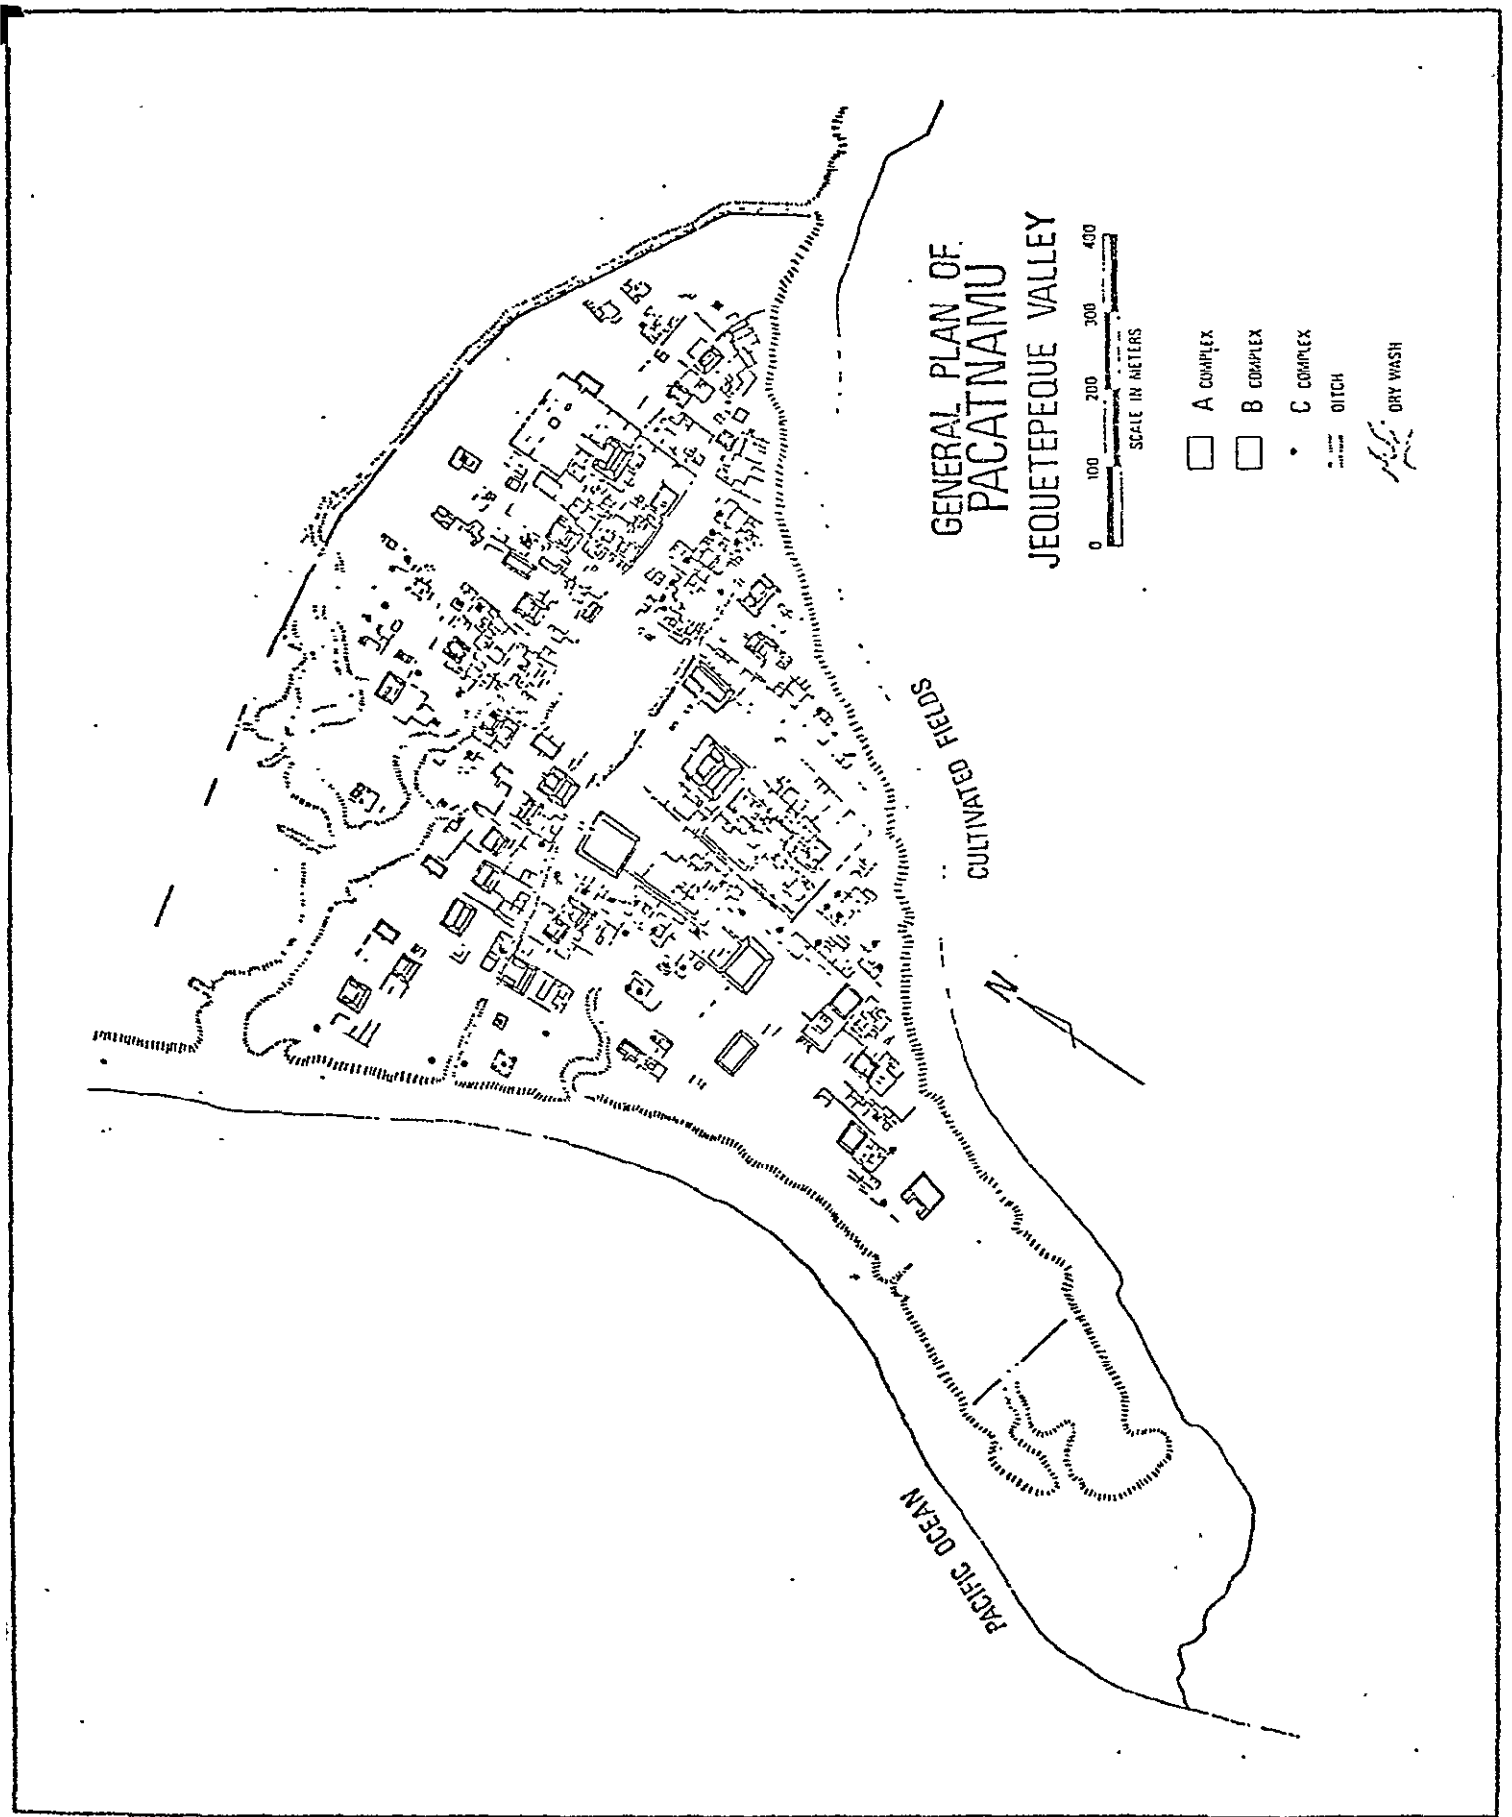 GENERAL PLAN OF.
PACATNAMU
JEQUETEPEQUE VALLEY
0 100 200 300 400
SCALE IN METERS
A COMPLEX
B COMPLEX
C COMPLEX
DITCH
DRY WASH
CULTIVATED FIELDS
N
PACIFIC OCEAN